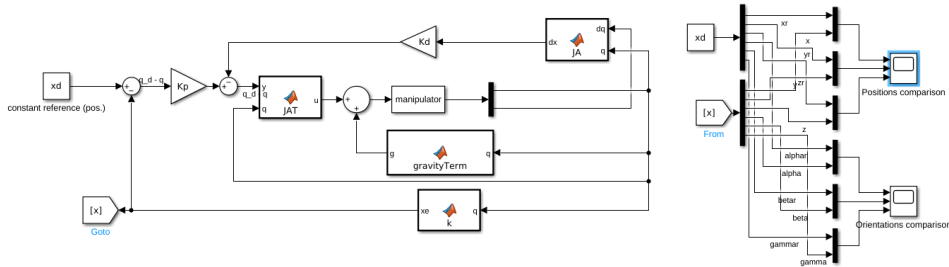 xd
constant reference (pos.)
q_d - q
Kp
q_d
y
q
q
JAT
u
Kd
dx
dq
q
JA
manipulator
g
q
gravityTerm
xe
q
k
[x]
Goto
xd
[x]
From
xr
x
yr
y
zr
z
alphar
alpha
betar
beta
gammar
gamma
Positions comparison
Orientations comparison